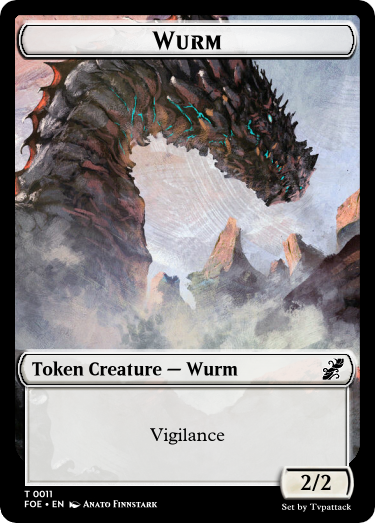 Wurm
Token Creature — Wurm
Vigilance
2/2
T 0011
FOE • EN Anato Finnstark
Set by Tvpattack